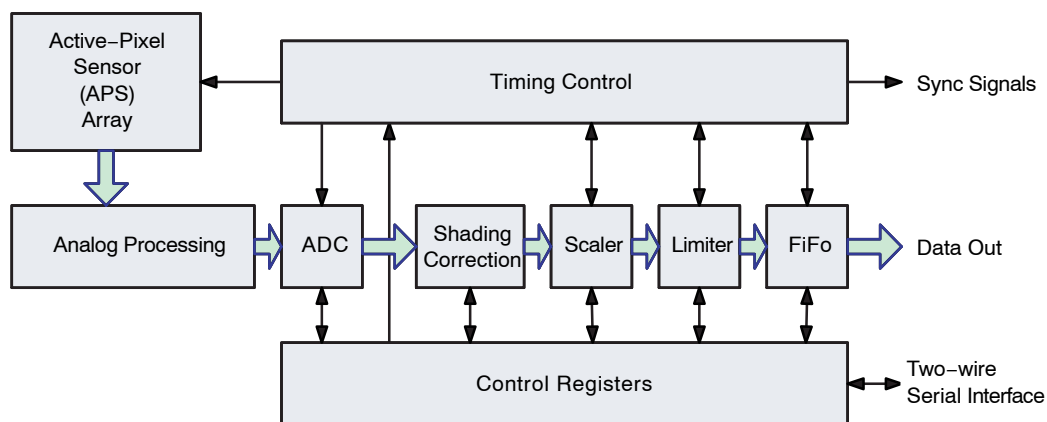 Active−Pixel
Sensor
(APS)
Array
Timing Control
Sync Signals
Analog Processing
ADC
Shading
Correction
Scaler
Limiter
FiFo
Data Out
Control Registers
Two−wire
Serial Interface